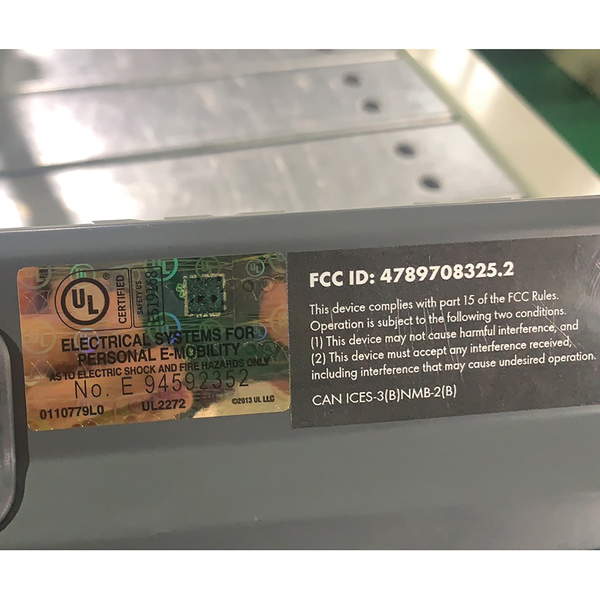 UL
®
CERTIFIED
SAFETY US
E519268
ELECTRICAL SYSTEMS FOR
PERSONAL E-MOBILITY
AS TO ELECTRIC SHOCK AND FIRE HAZARDS ONLY
No. E 94592352
0110779L0 UL2272 ©2013 UL LLC
FCC ID: 4789708325.2
This device complies with part 15 of the FCC Rules.
Operation is subject to the following two conditions.
(1) This device may not cause harmful interference, and
(2) This device must accept any interference received,
including interference that may cause undesired operation.
CAN ICES-3(B)NMB-2(B)